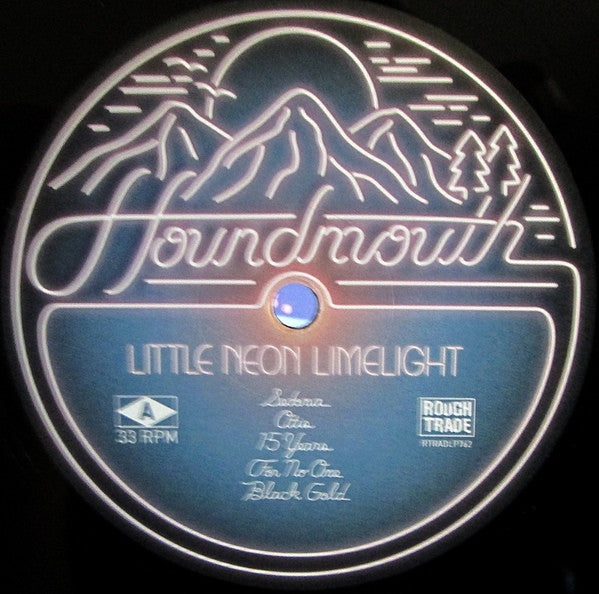 Houndmouth
LITTLE NEON LIMELIGHT
Sedona
Otis
15 Years
For No One
Black Gold
A
33 RPM
ROUGH
TRADE
RTRADLP762